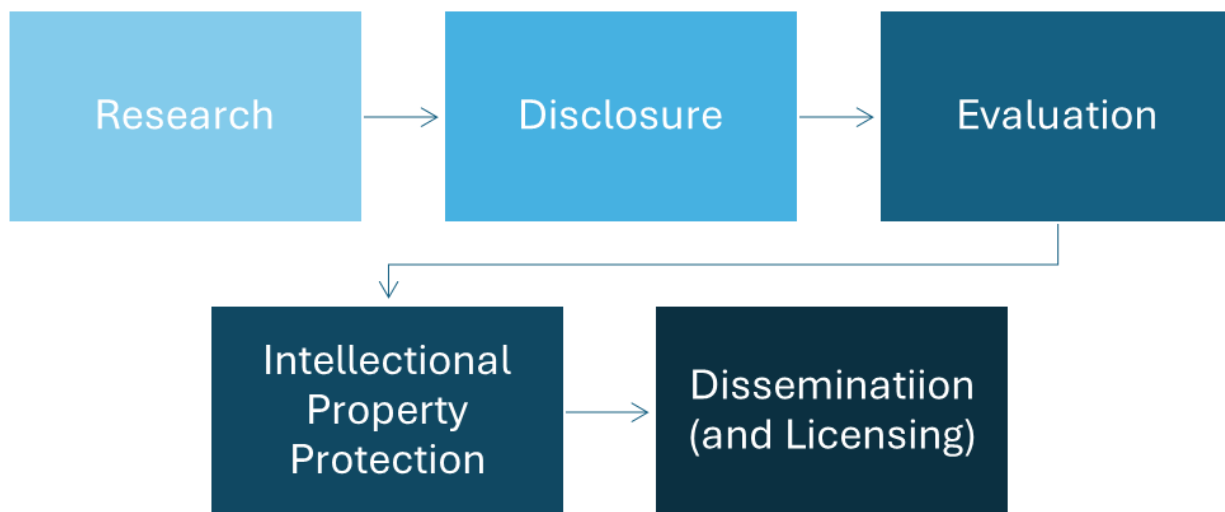 Research
Disclosure
Evaluation
Intellectional
Property
Protection
Disseminatiion
(and Licensing)